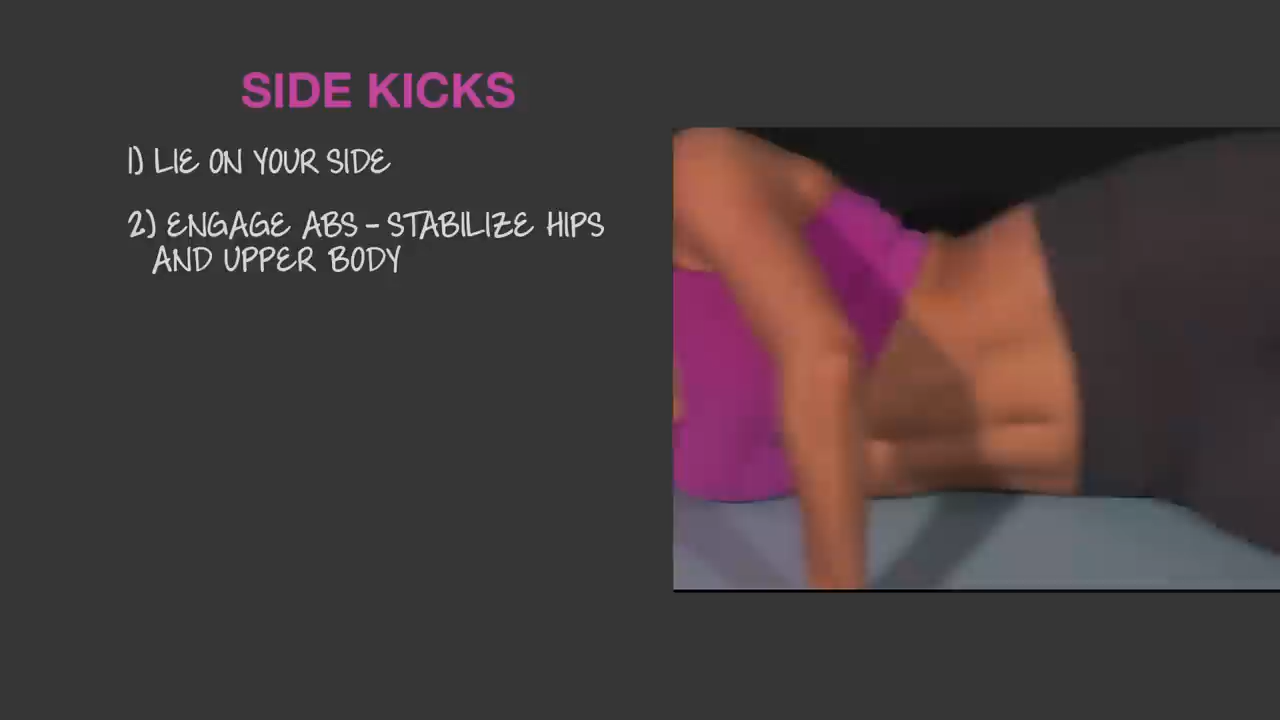 SIDE KICKS
1) LIE ON YOUR SIDE
2) ENGAGE ABS - STABILIZE HIPS
AND UPPER BODY